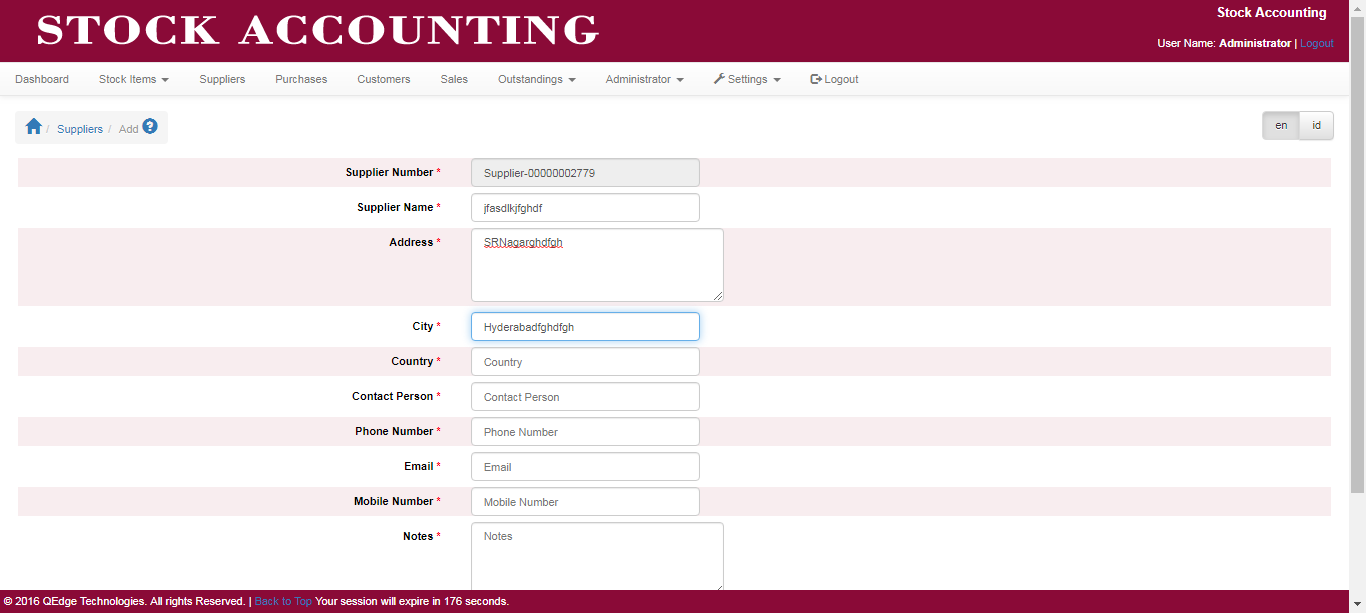 STOCK ACCOUNTING
Stock Accounting
User Name: Administrator | Logout
Dashboard Stock Items Suppliers Purchases Customers Sales Outstandings Administrator Settings Logout
/ Suppliers / Add ?
en id
Supplier Number * Supplier-00000002779
Supplier Name * jfasdlkjfghdf
Address * SRNagarghdfgh
City * Hyderabadfghdfgh
Country * Country
Contact Person * Contact Person
Phone Number * Phone Number
Email * Email
Mobile Number * Mobile Number
Notes * Notes
© 2016 QEdge Technologies. All rights Reserved. | Back to Top Your session will expire in 176 seconds.